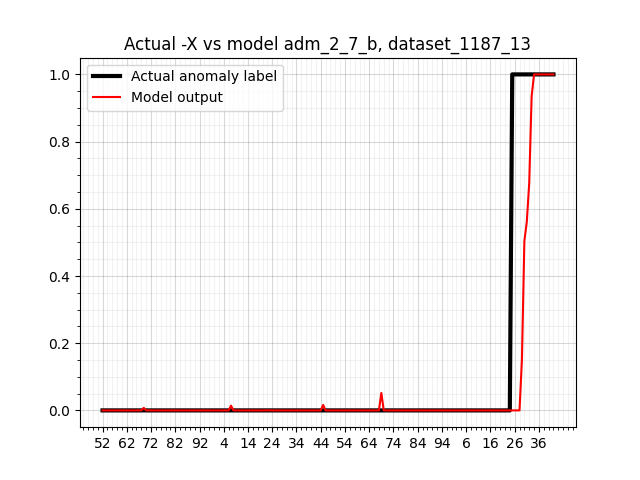 Actual -X vs model adm_2_7_b, dataset_1187_13
Actual anomaly label
Model output
1.0
0.8
0.6
0.4
0.2
0.0
52 62 72 82 92 4 14 24 34 44 54 64 74 84 94 6 16 26 36